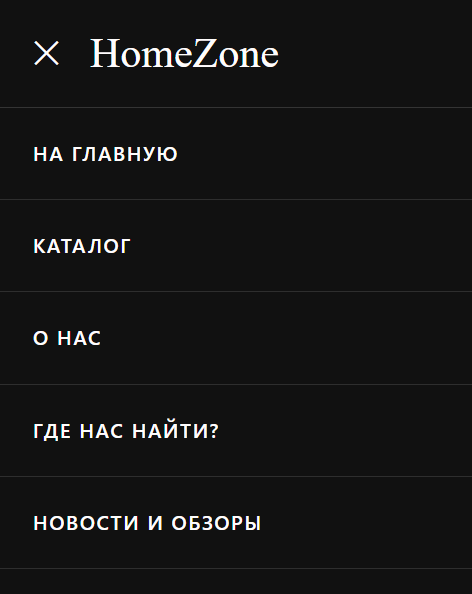 HomeZone
НА ГЛАВНУЮ
КАТАЛОГ
О НАС
ГДЕ НАС НАЙТИ?
НОВОСТИ И ОБЗОРЫ